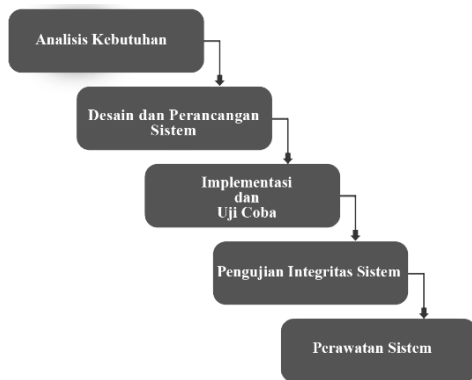 Analisis Kebutuhan
Desain dan Perancangan
Sistem
Implementasi
dan
Uji Coba
Pengujian Integritas Sistem
Perawatan Sistem